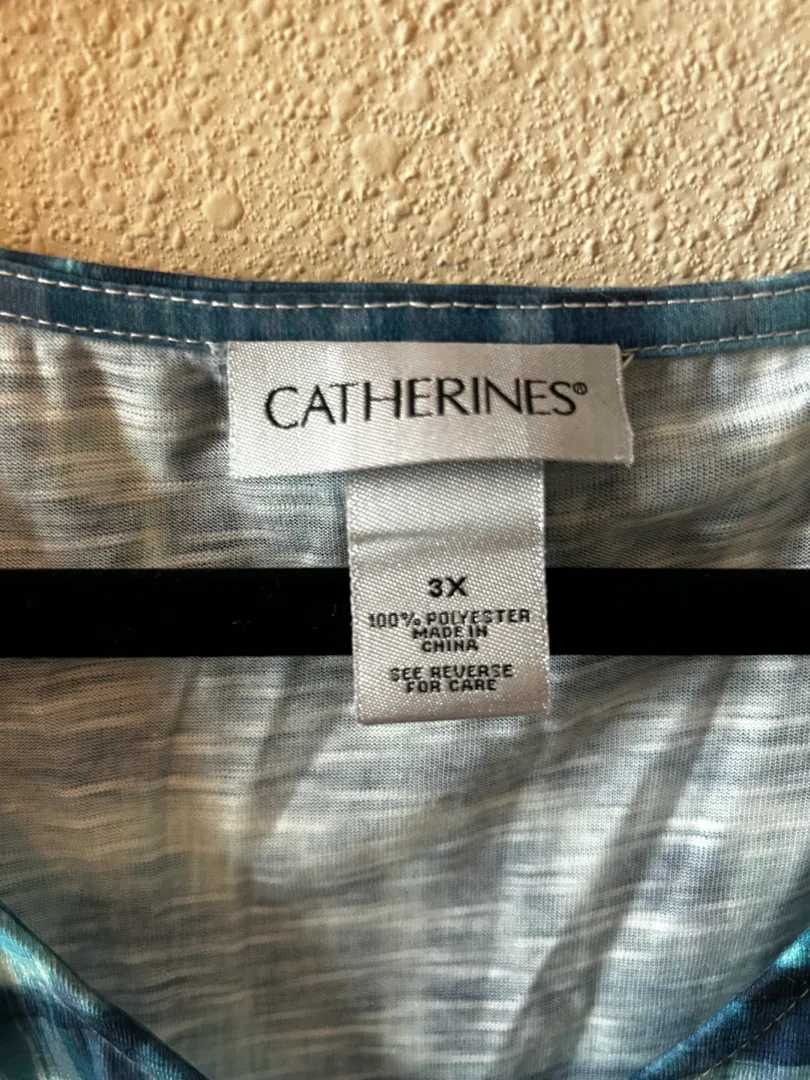 CATHERINES®
3X
100% POLYESTER
MADE IN
CHINA
SEE REVERSE
FOR CARE